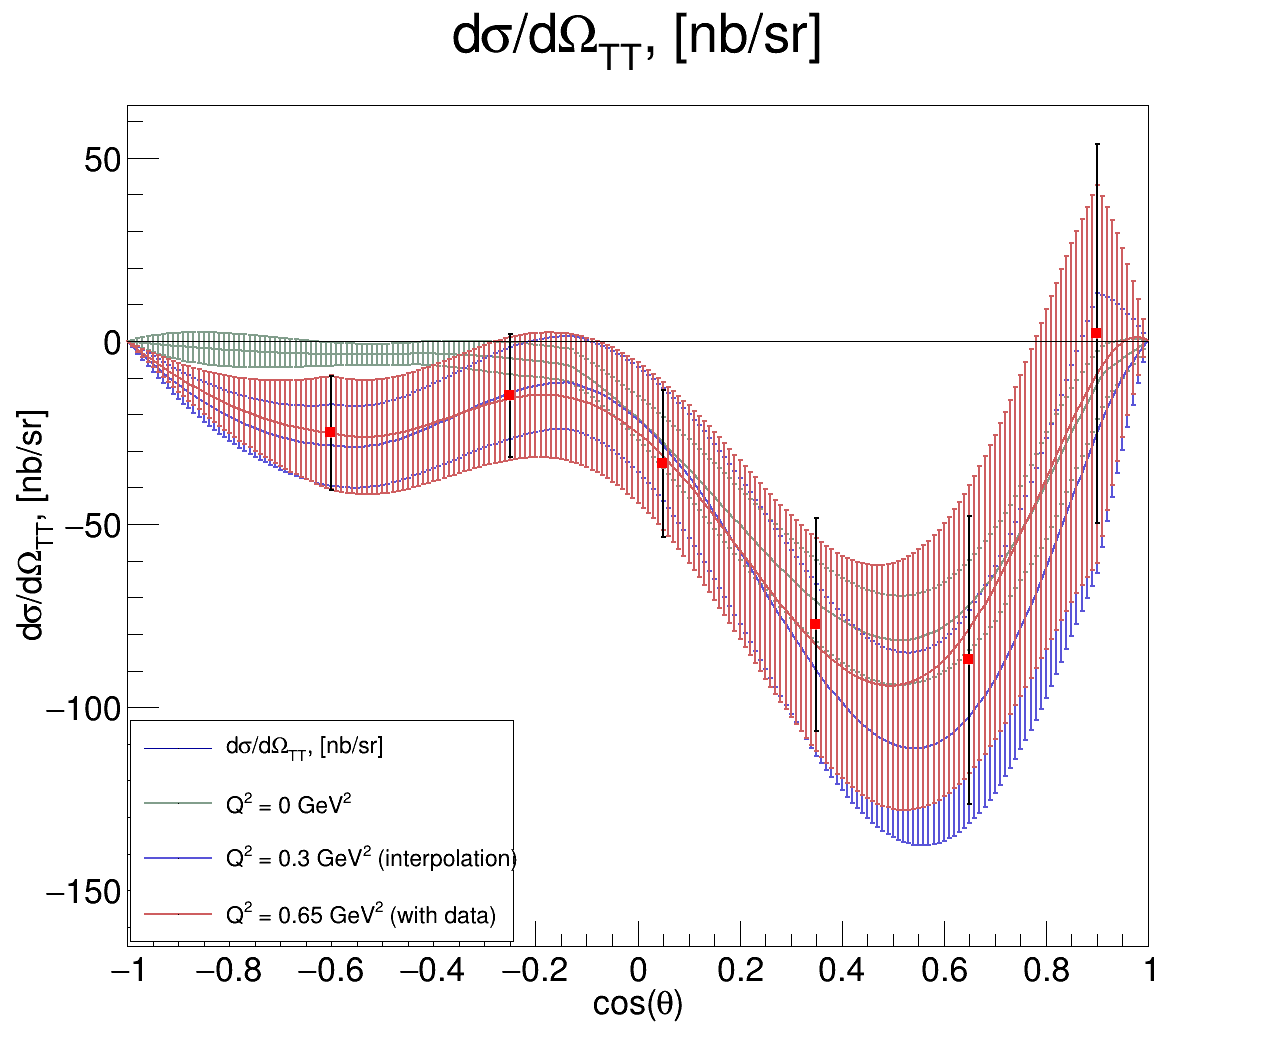 dσ/dΩTT, [nb/sr]
dσ/dΩTT, [nb/sr]
50
0
−50
−100
−150
dσ/dΩTT, [nb/sr]
Q² = 0 GeV²
Q² = 0.3 GeV² (interpolation)
Q² = 0.65 GeV² (with data)
−1 −0.8 −0.6 −0.4 −0.2 0 0.2 0.4 0.6 0.8 1
cos(θ)